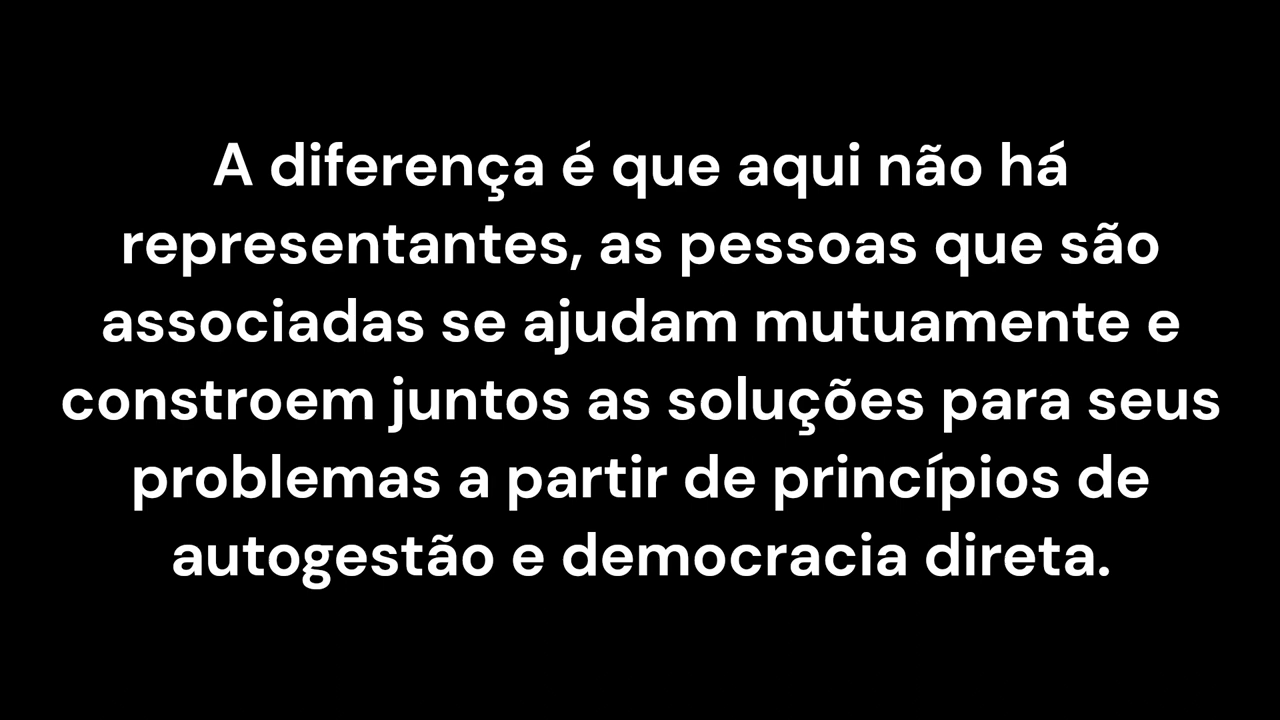 A diferença é que aqui não há
representantes, as pessoas que são
associadas se ajudam mutuamente e
constroem juntos as soluções para seus
problemas a partir de princípios de
autogestão e democracia direta.